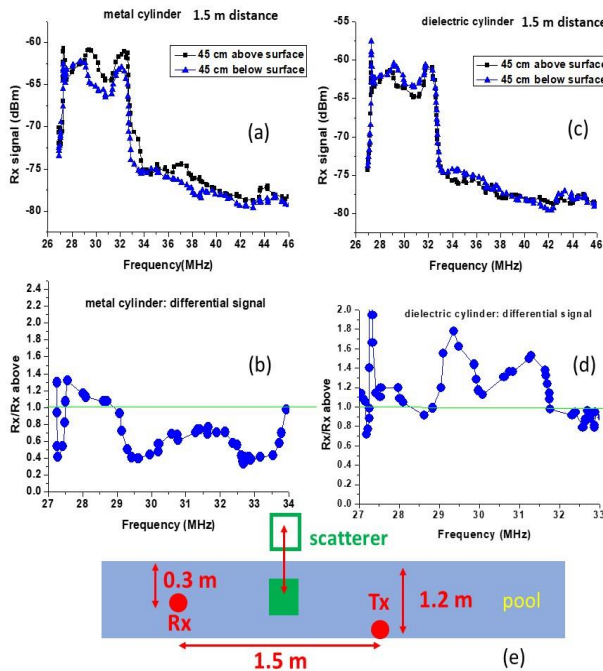 metal cylinder 1.5 m distance
45 cm above surface
45 cm below surface
(a)
Rx signal (dBm)
-60
-65
-70
-75
-80
26 28 30 32 34 36 38 40 42 44 46
Frequency(MHz)
dielectric cylinder 1.5 m distance
45 cm above surface
45 cm below surface
(c)
Rx signal (dBm)
-55
-60
-65
-70
-75
-80
26 28 30 32 34 36 38 40 42 44 46
Frequency (MHz)
metal cylinder: differential signal
(b)
Rx/Rx above
2.4
2.2
2.0
1.8
1.6
1.4
1.2
1.0
0.8
0.6
0.4
0.2
0.0
27 28 29 30 31 32 33 34
Frequency (MHz)
dielectric cylinder: differential signal
(d)
Rx/Rx above
2.0
1.8
1.6
1.4
1.2
1.0
0.8
0.6
0.4
0.2
0.0
27 28 29 30 31 32 33
Frequency (MHz)
scatterer
0.3 m
Rx
Tx
1.2 m
pool
1.5 m
(e)